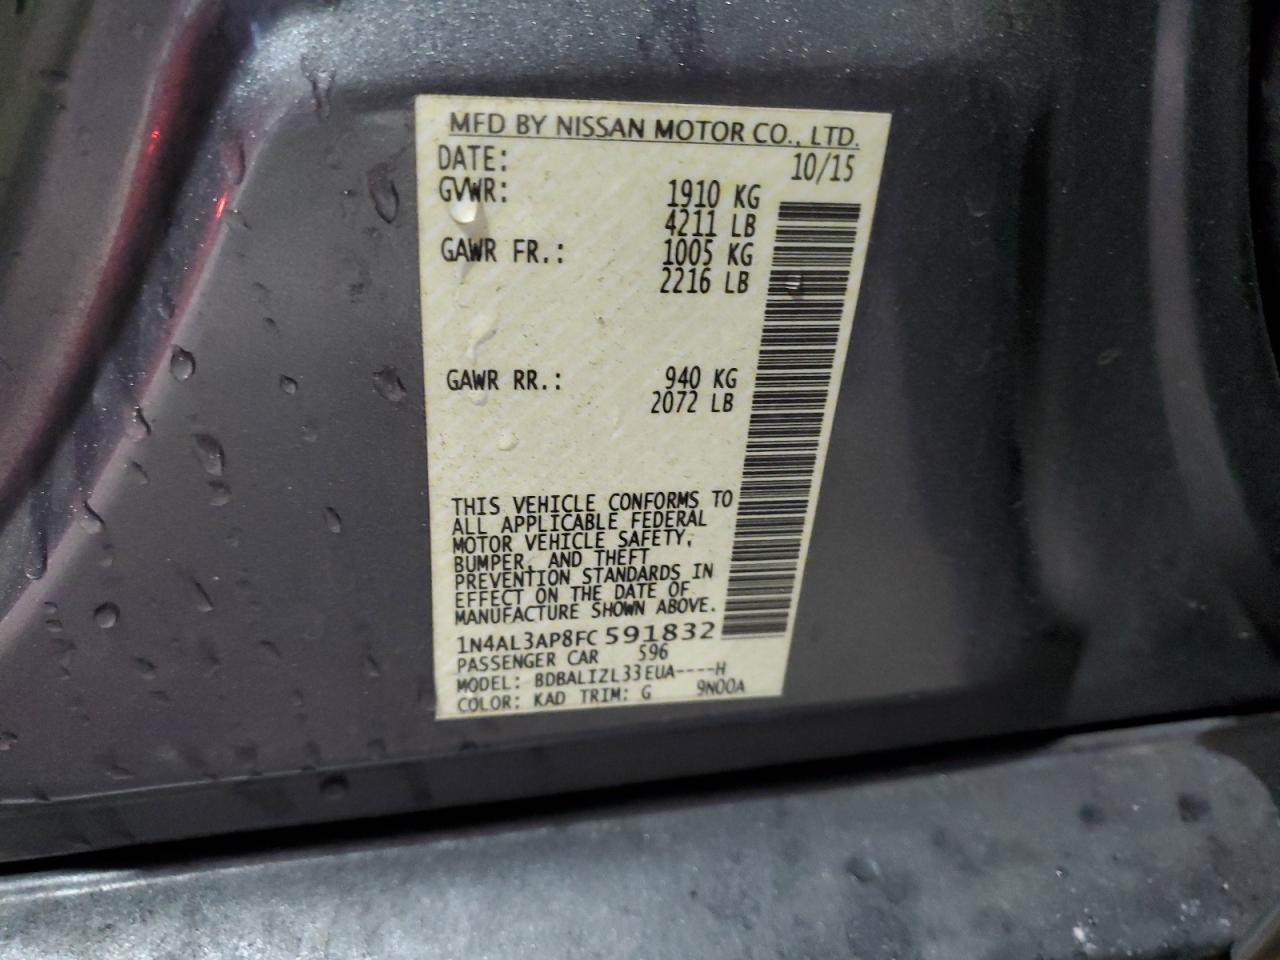 MFD BY NISSAN MOTOR CO., LTD.
DATE: 10/15
GVWR: 1910 KG
4211 LB
GAWR FR.: 1005 KG
2216 LB
GAWR RR.: 940 KG
2072 LB
THIS VEHICLE CONFORMS TO
ALL APPLICABLE FEDERAL
MOTOR VEHICLE SAFETY,
BUMPER, AND THEFT
PREVENTION STANDARDS IN
EFFECT ON THE DATE OF
MANUFACTURE SHOWN ABOVE.
1N4AL3AP8FC591832
PASSENGER CAR 596
MODEL: BDBALIZL33EUA----H
COLOR: KAD TRIM: G 9N00A